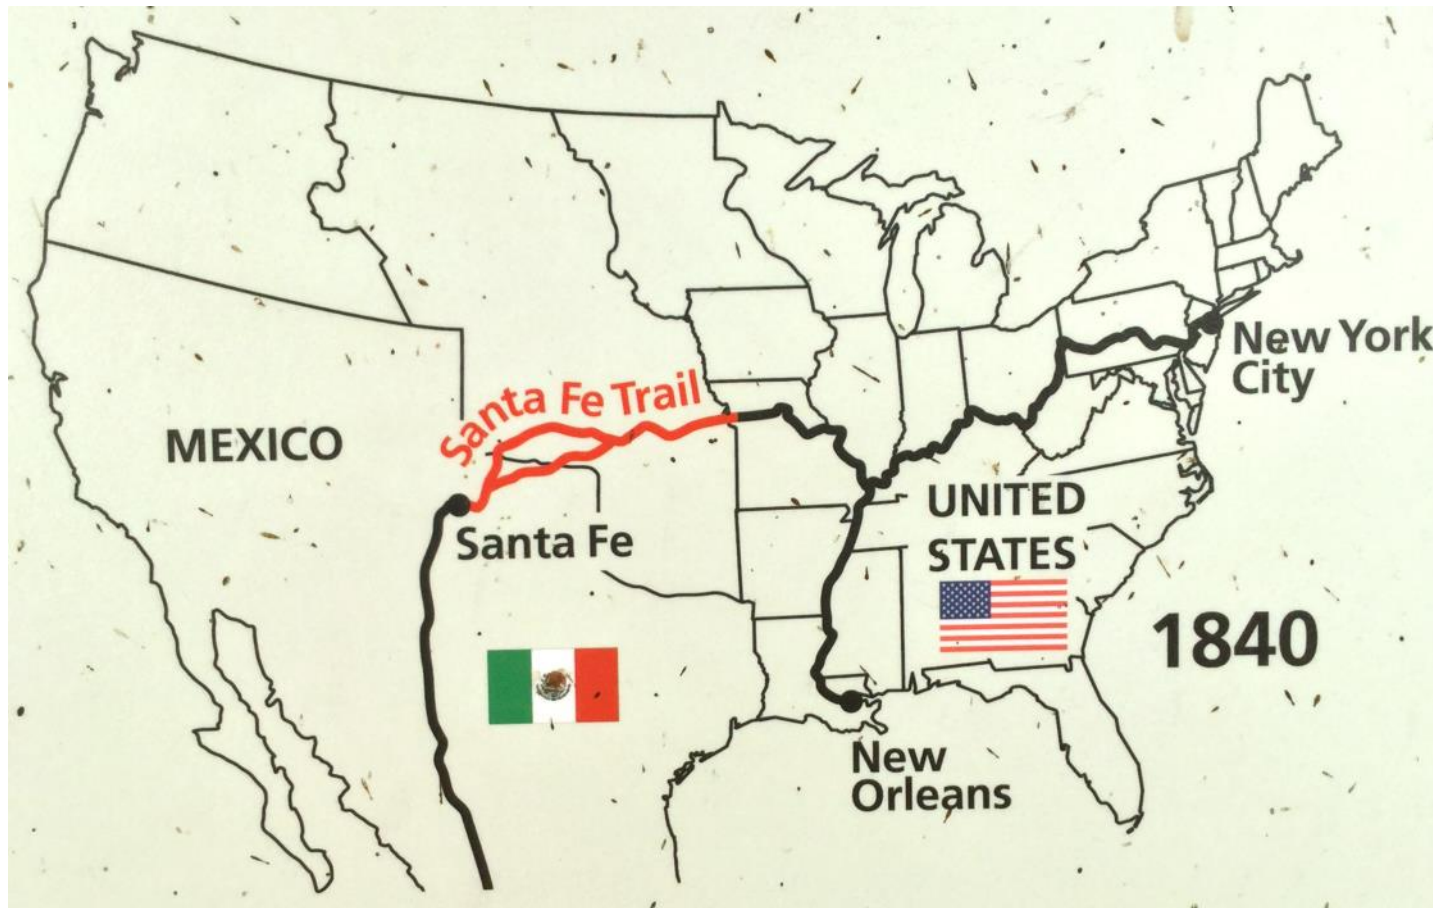 Santa Fe Trail
New York
City
MEXICO
UNITED
STATES
Santa Fe
1840
New
Orleans